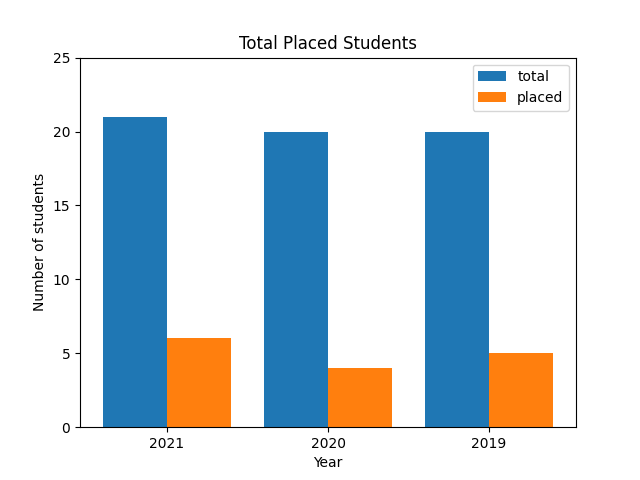 Total Placed Students
total
placed
Number of students
25
20
15
10
5
0
2021 2020 2019
Year